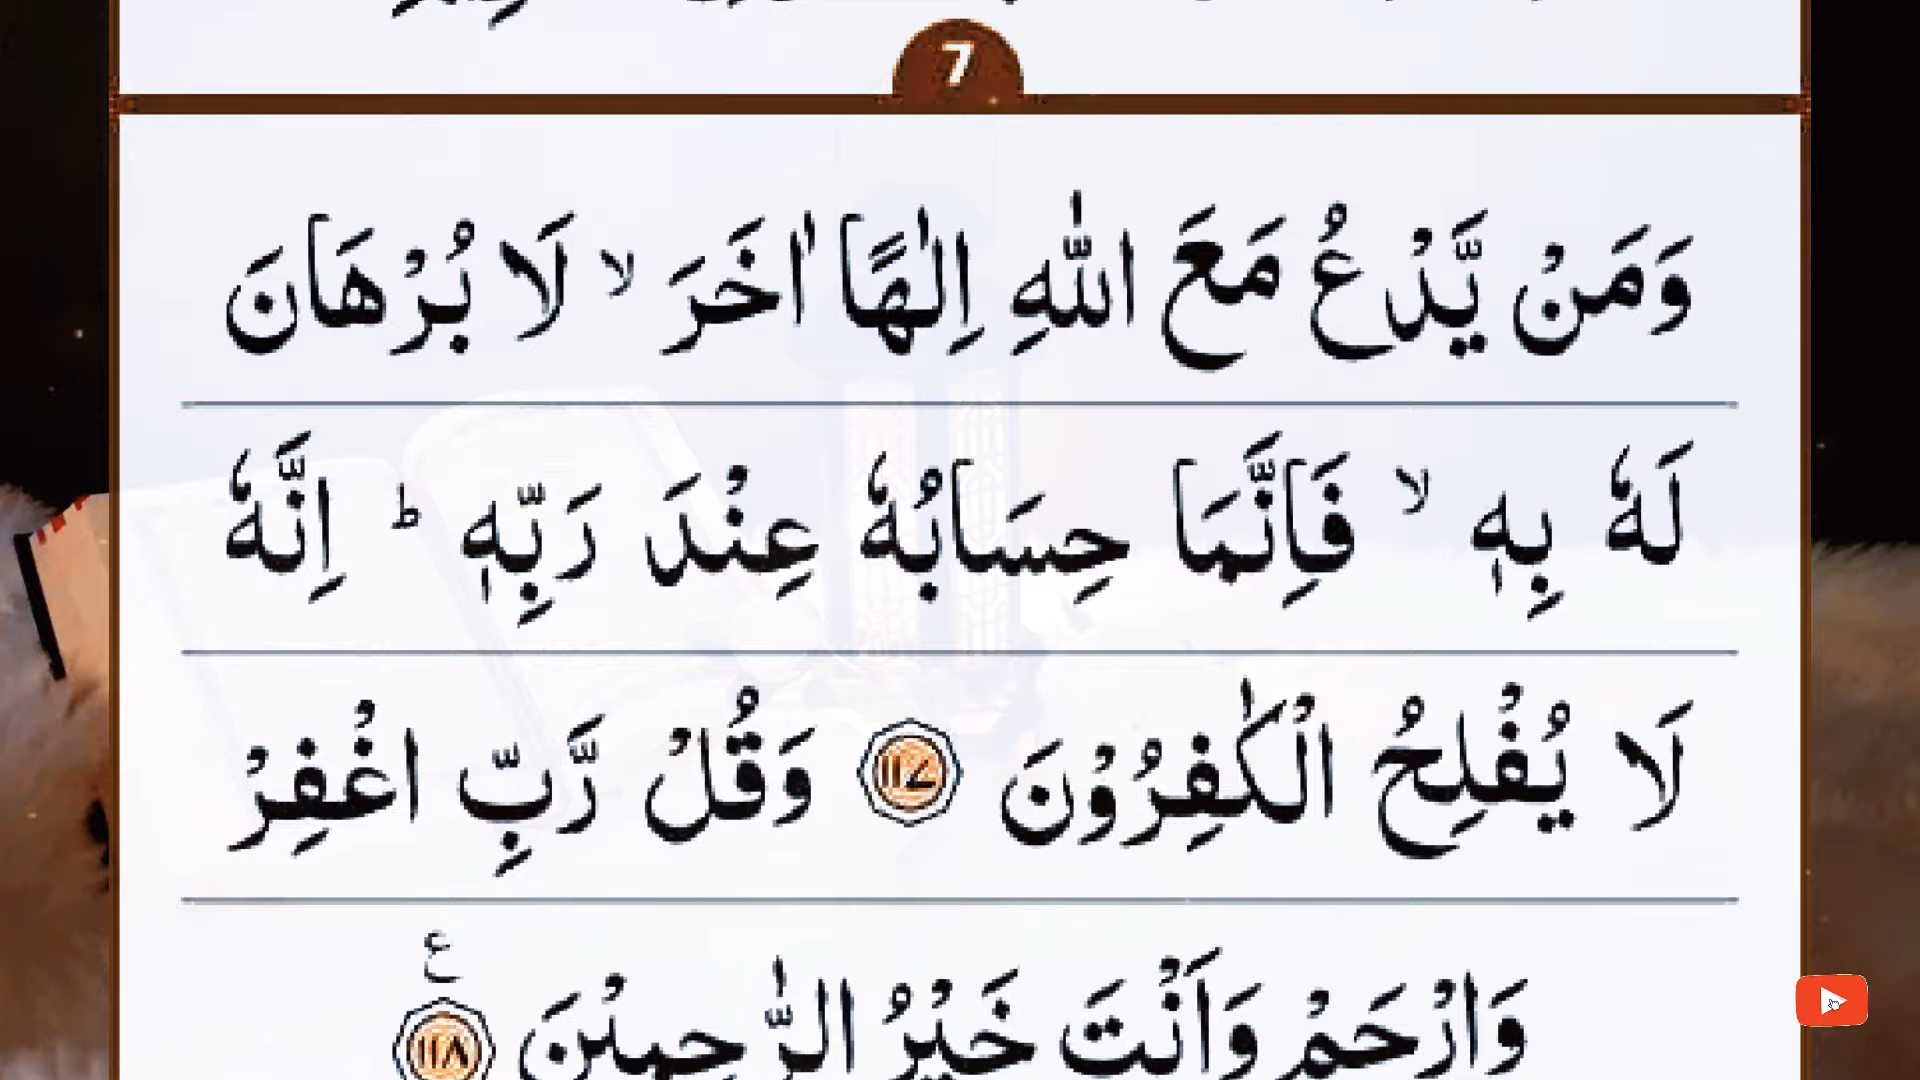 7
وَمَنْ يَّدْعُ مَعَ اللّٰهِ اِلٰهًا اٰخَرَ ۙ لَا بُرْهَانَ
لَهٗ بِهٖ ۙ فَاِنَّمَا حِسَابُهٗ عِنْدَ رَبِّهٖ ؕ اِنَّهٗ
لَا يُفْلِحُ الْكٰفِرُوْنَ ۱۱۷ وَقُلْ رَّبِّ اغْفِرْ
وَارْحَمْ وَاَنْتَ خَيْرُ الرّٰحِمِيْنَ ۱۱۸ ع